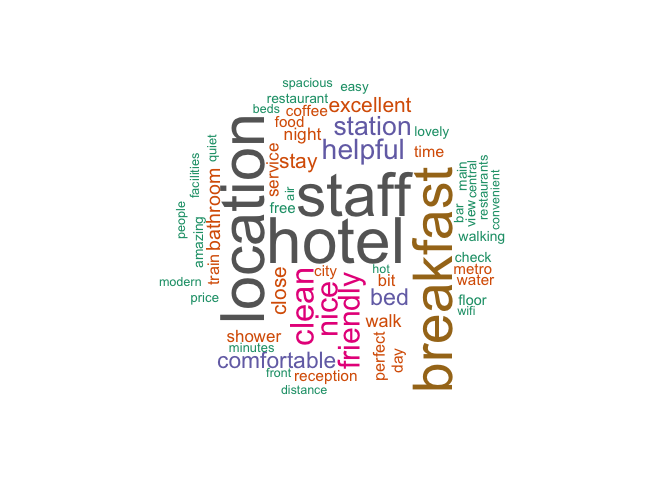 spacious
easy
restaurant
beds
coffee
excellent
food
station
lovely
night
helpful
time
quiet
stay
service
location
facilities
bathroom
air
free
staff
hotel
breakfast
bar
main
view
central
restaurants
convenient
walking
people
amazing
train
check
metro
water
modern
price
close
city
hot
bit
bed
floor
wifi
clean
nice
friendly
walk
shower
minutes
comfortable
perfect
day
front
reception
distance